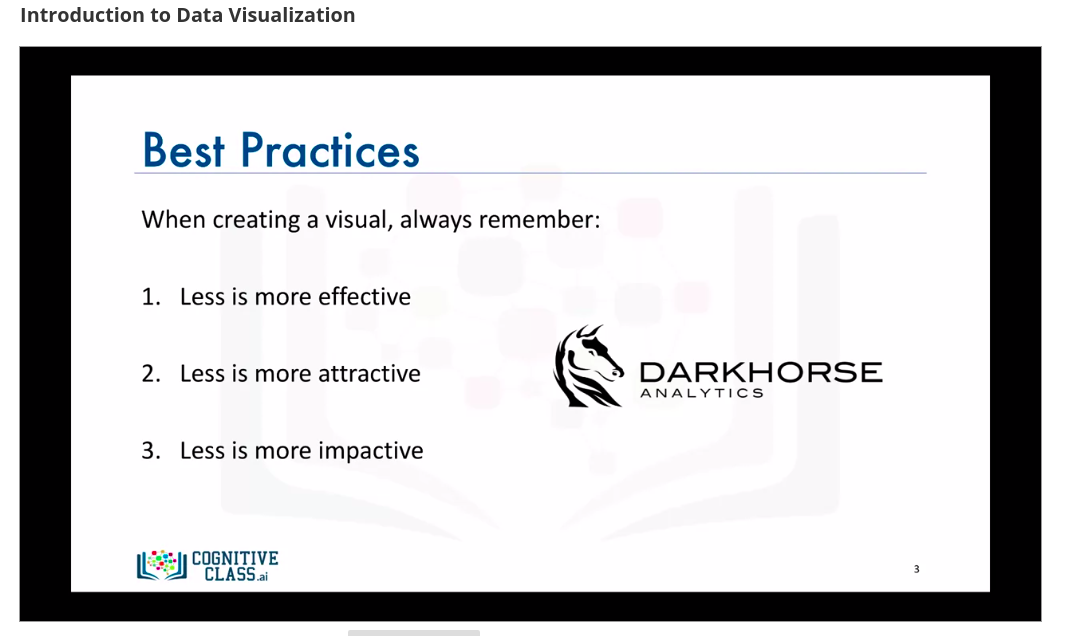 Introduction to Data Visualization
Best Practices
When creating a visual, always remember:
1. Less is more effective
2. Less is more attractive
3. Less is more impactive
DARKHORSE
ANALYTICS
COGNITIVE
CLASS.ai
3